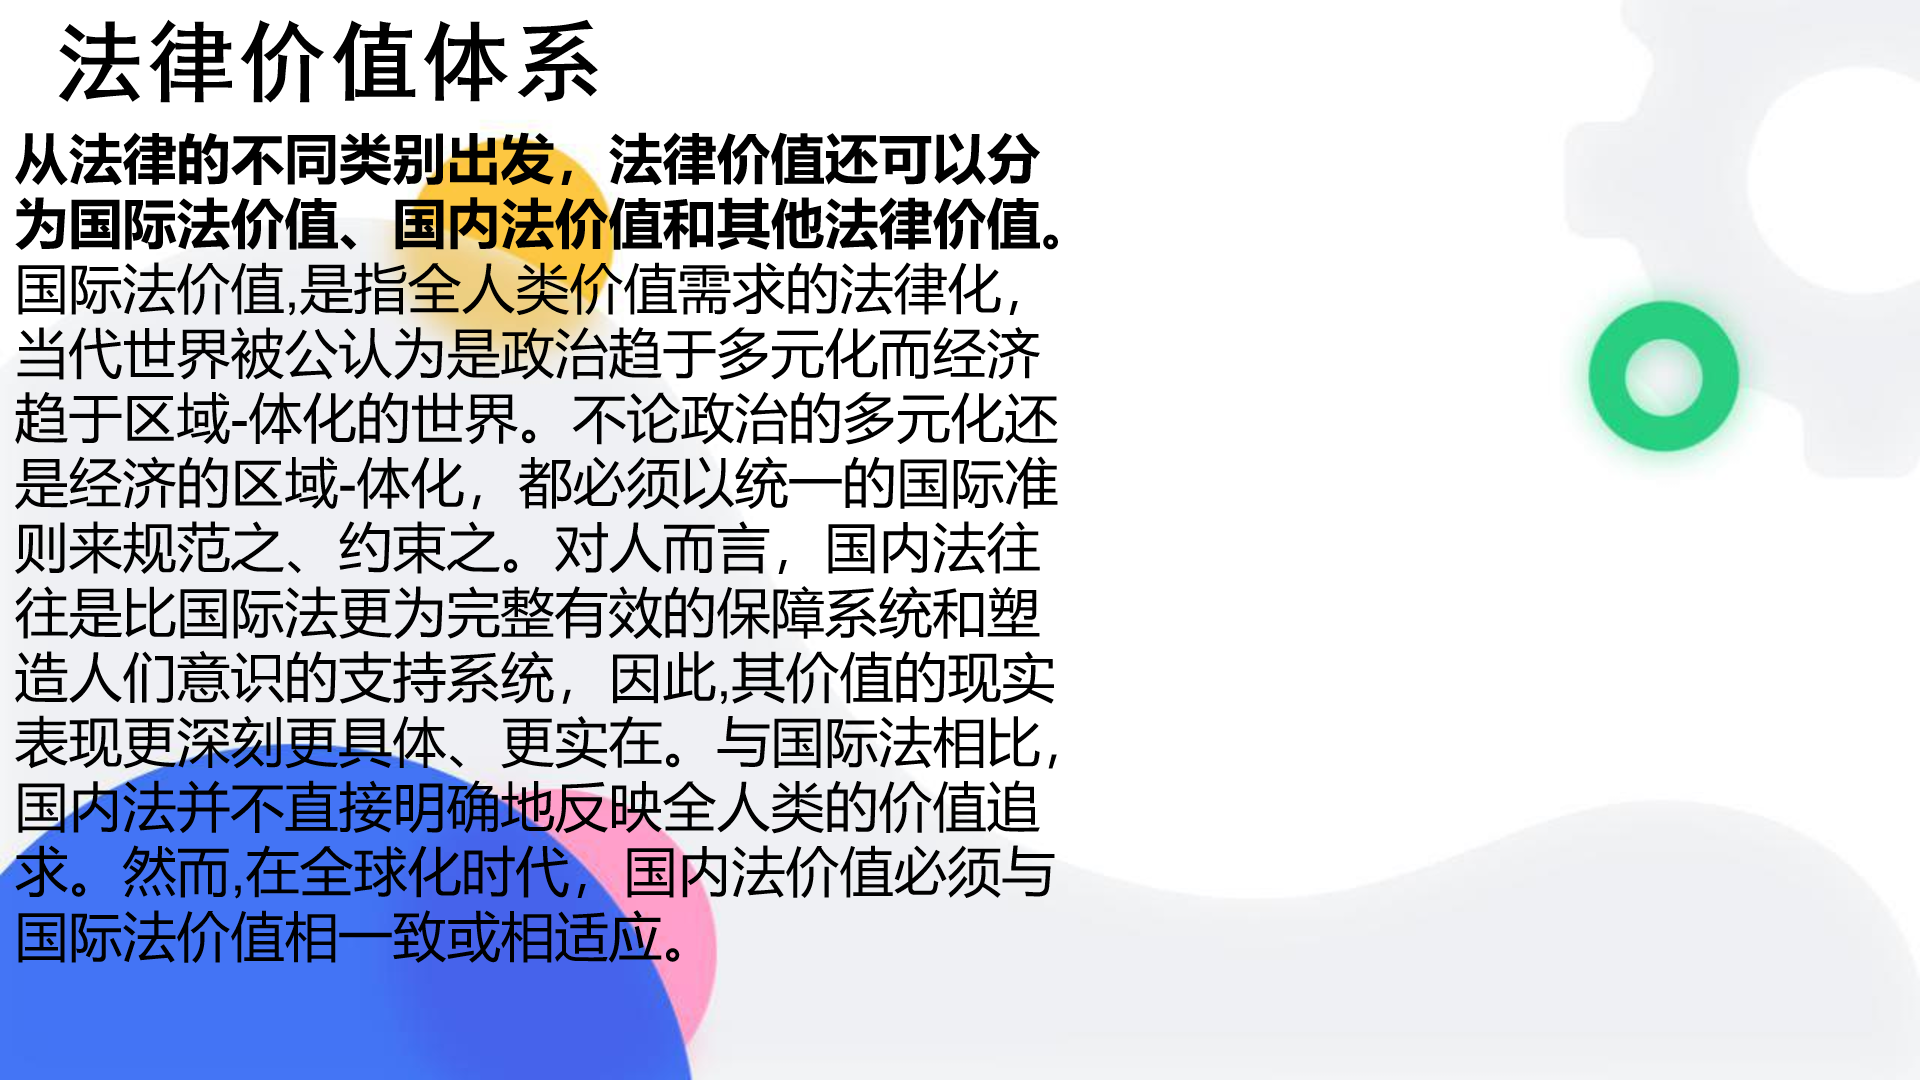 法律价值体系
从法律的不同类别出发，法律价值还可以分
为国际法价值、国内法价值和其他法律价值。
国际法价值,是指全人类价值需求的法律化，
当代世界被公认为是政治趋于多元化而经济
趋于区域-体化的世界。不论政治的多元化还
是经济的区域-体化，都必须以统一的国际准
则来规范之、约束之。对人而言，国内法往
往是比国际法更为完整有效的保障系统和塑
造人们意识的支持系统，因此,其价值的现实
表现更深刻更具体、更实在。与国际法相比，
国内法并不直接明确地反映全人类的价值追
求。然而,在全球化时代，国内法价值必须与
国际法价值相一致或相适应。